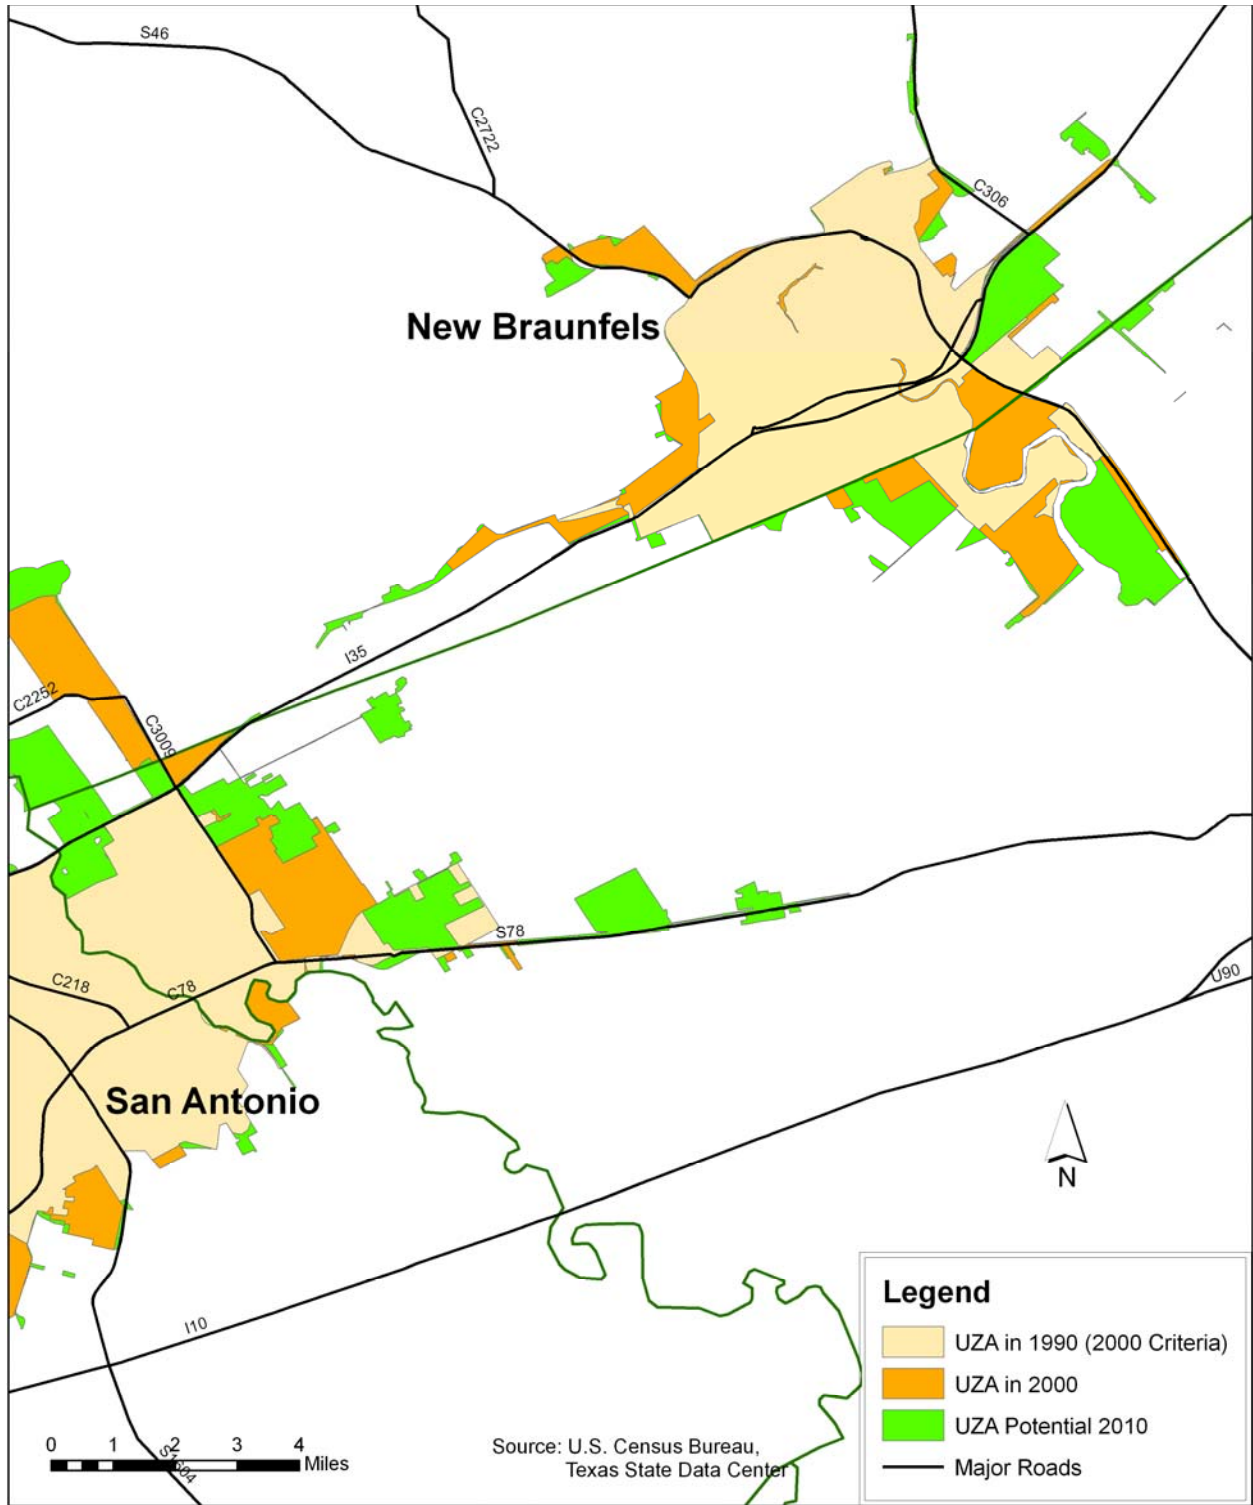 S46
C2722
C306
New Braunfels
I35
C2252
C3009
S78
C218
C78
U90
San Antonio
N
I10
S1604
Legend
UZA in 1990 (2000 Criteria)
UZA in 2000
UZA Potential 2010
Major Roads
0 1 2 3 4
Miles
Source: U.S. Census Bureau,
Texas State Data Center